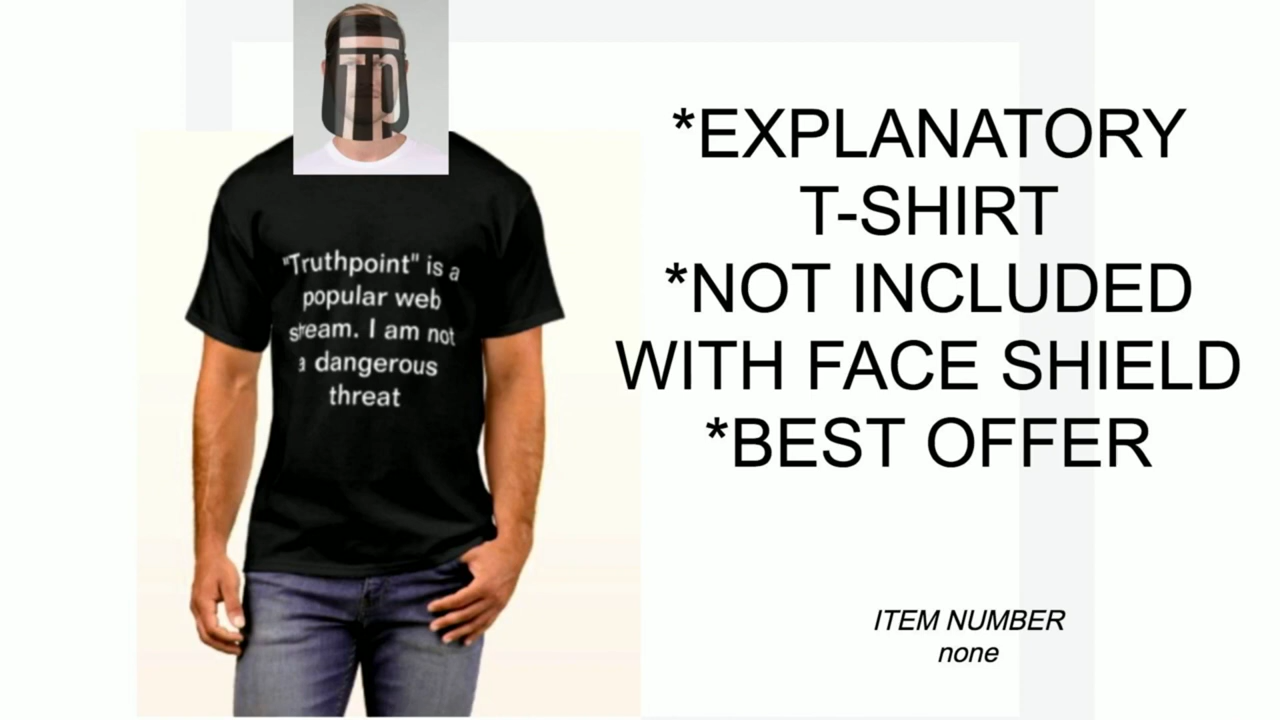 TP
"Truthpoint" is a
popular web
stream. I am not
a dangerous
threat
*EXPLANATORY
T-SHIRT
*NOT INCLUDED
WITH FACE SHIELD
*BEST OFFER
ITEM NUMBER
none